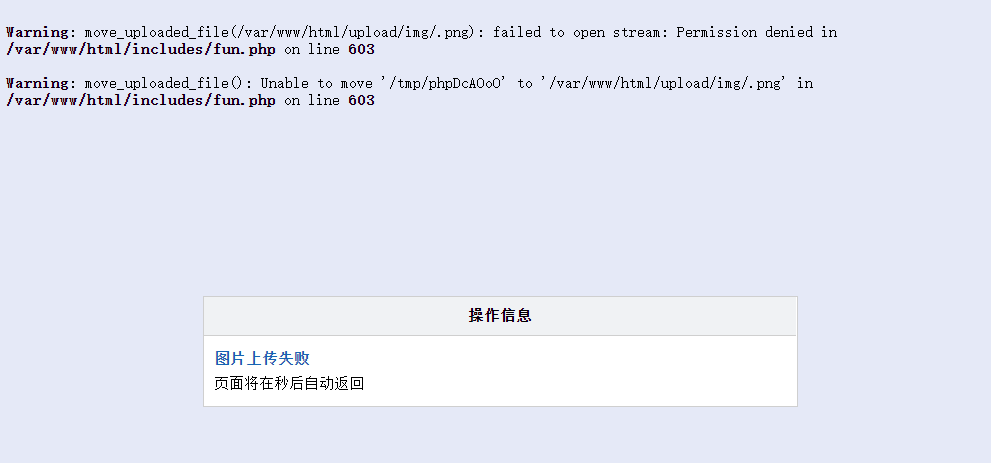 Warning: move_uploaded_file(/var/www/html/upload/img/.png): failed to open stream: Permission denied in
/var/www/html/includes/fun.php on line 603
Warning: move_uploaded_file(): Unable to move '/tmp/phpDcAOoO' to '/var/www/html/upload/img/.png' in
/var/www/html/includes/fun.php on line 603
操作信息
图片上传失败
页面将在秒后自动返回